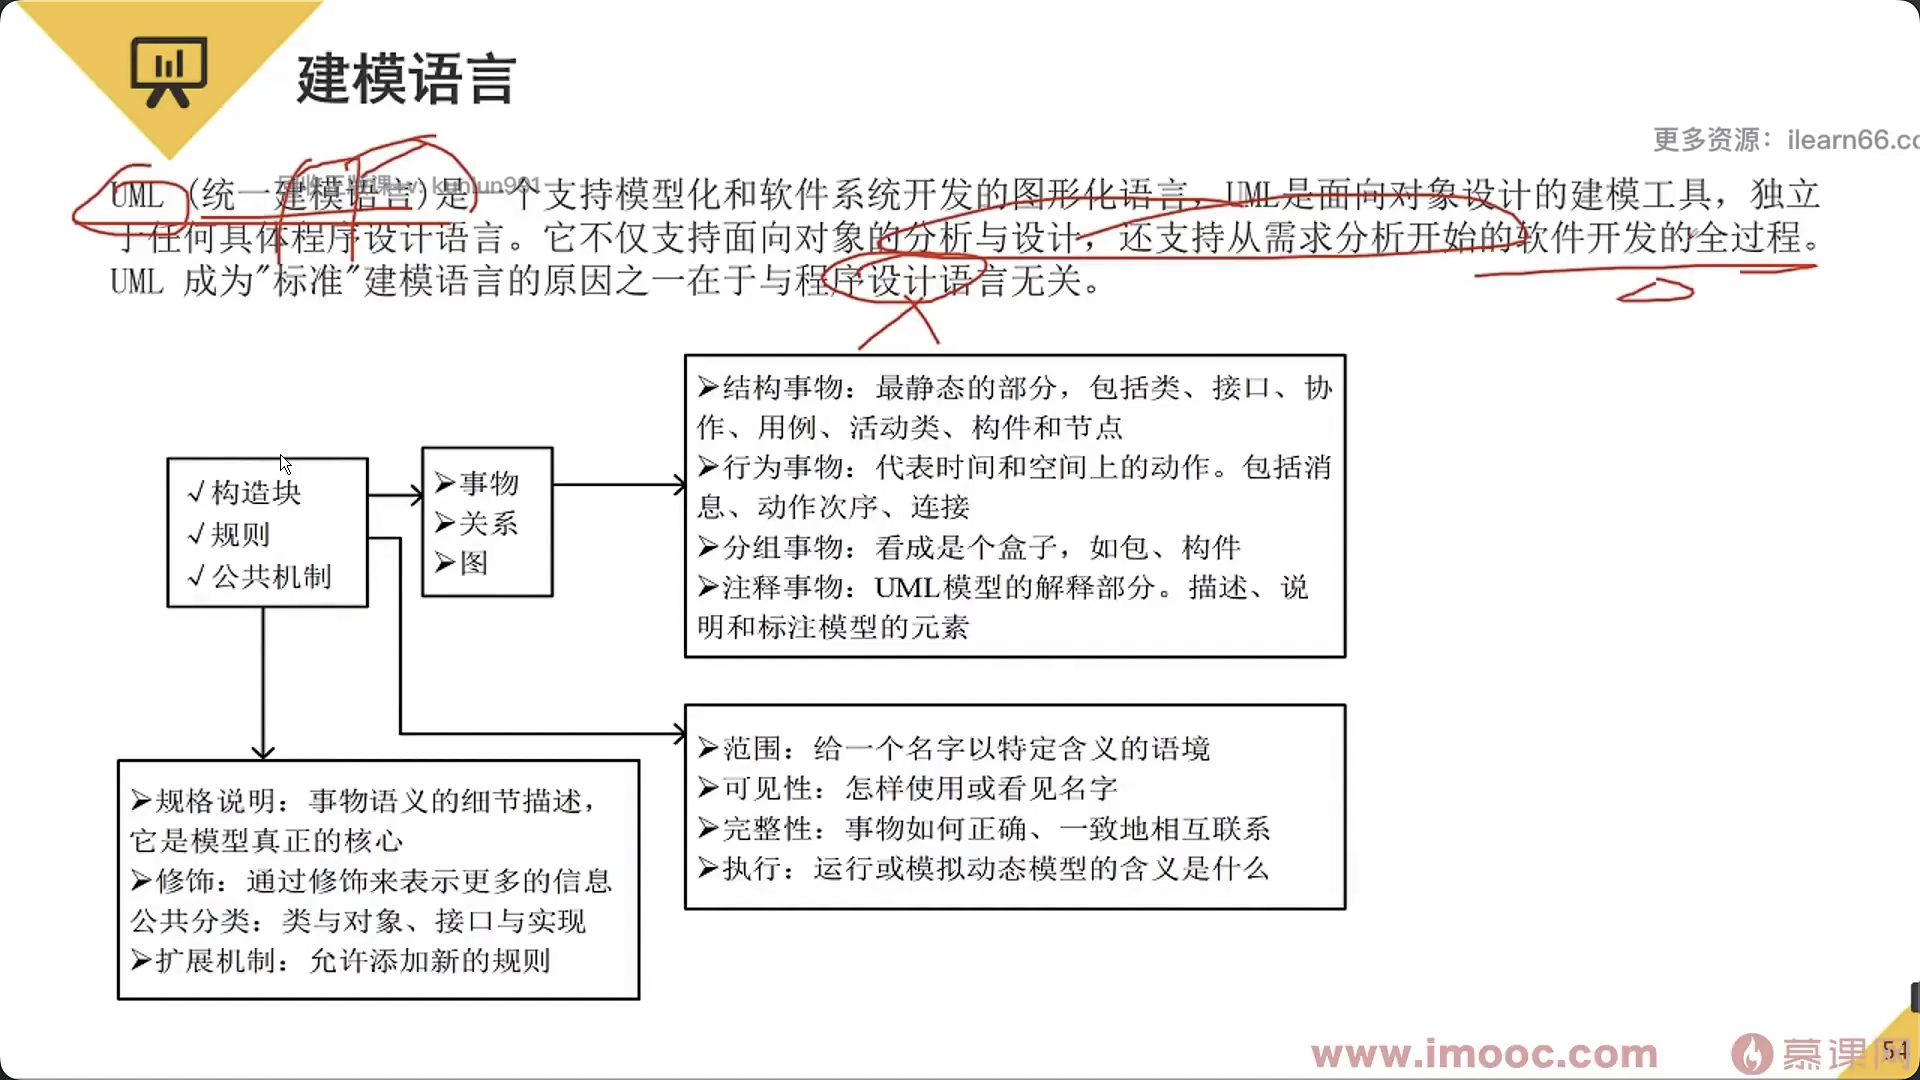 建模语言
更多资源：ilearn66.co
UML (统一建模语言)是一个支持模型化和软件系统开发的图形化语言，UML是面向对象设计的建模工具，独立
于任何具体程序设计语言。它不仅支持面向对象的分析与设计，还支持从需求分析开始的软件开发的全过程。
UML 成为"标准"建模语言的原因之一在于与程序设计语言无关。
√构造块
√规则
√公共机制
➢事物
➢关系
➢图
➢结构事物：最静态的部分，包括类、接口、协
作、用例、活动类、构件和节点
➢行为事物：代表时间和空间上的动作。包括消
息、动作次序、连接
➢分组事物：看成是个盒子，如包、构件
➢注释事物：UML模型的解释部分。描述、说
明和标注模型的元素
➢范围：给一个名字以特定含义的语境
➢可见性：怎样使用或看见名字
➢完整性：事物如何正确、一致地相互联系
➢执行：运行或模拟动态模型的含义是什么
➢规格说明：事物语义的细节描述，
它是模型真正的核心
➢修饰：通过修饰来表示更多的信息
公共分类：类与对象、接口与实现
➢扩展机制：允许添加新的规则
www.imooc.com
慕课网
54